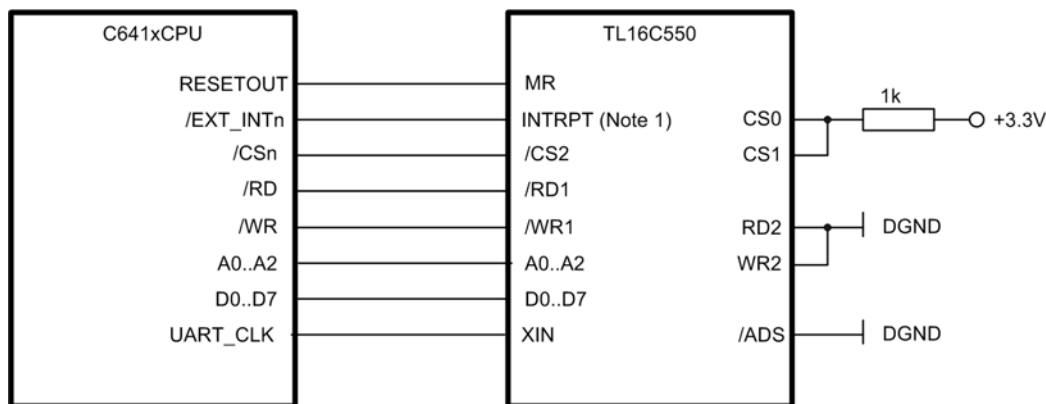 C641xCPU
TL16C550
RESETOUT
MR
1k
/EXT_INTn
INTRPT (Note 1)
CS0
+3.3V
/CSn
/CS2
CS1
/RD
/RD1
/WR
/WR1
RD2
DGND
A0..A2
A0..A2
WR2
D0..D7
D0..D7
UART_CLK
XIN
/ADS
DGND